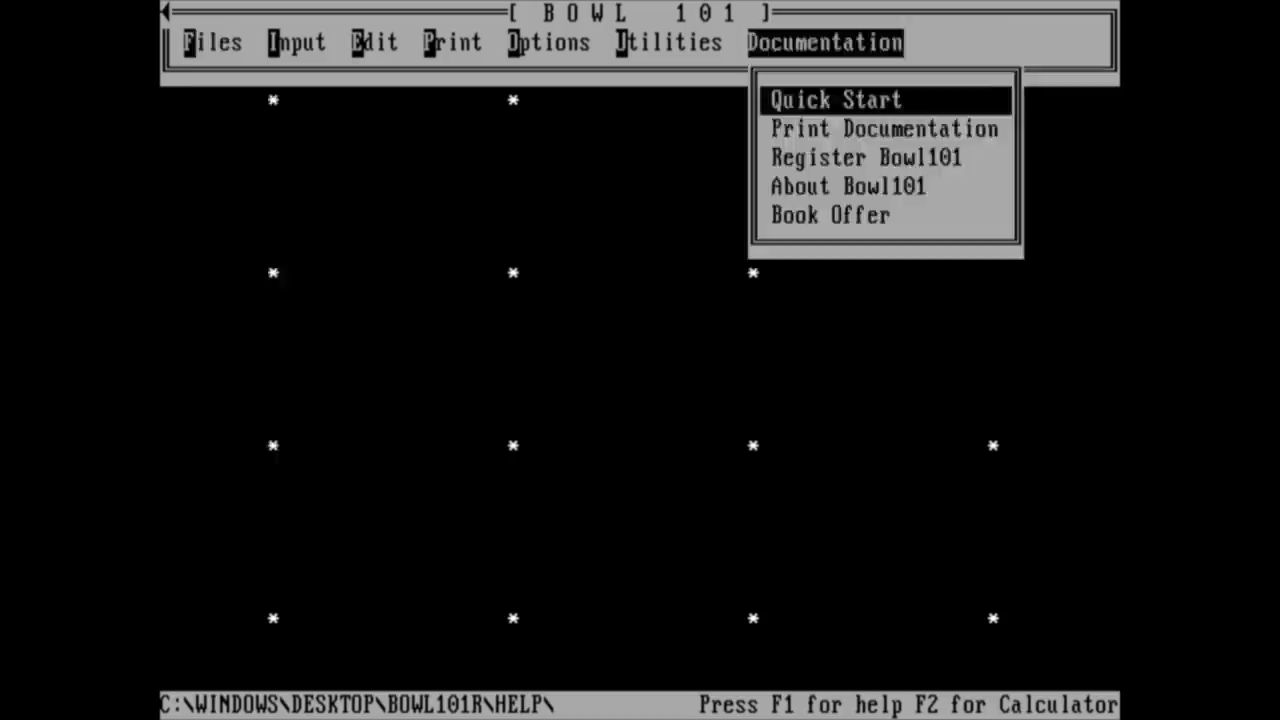 [ B O W L  1 0 1 ]
Files Input Edit Print Options Utilities Documentation
* * Quick Start
Print Documentation
Register Bowl101
About Bowl101
Book Offer
* * *
* * * *
* * * *
C:\WINDOWS\DESKTOP\BOWL101R\HELP\ Press F1 for help F2 for Calculator